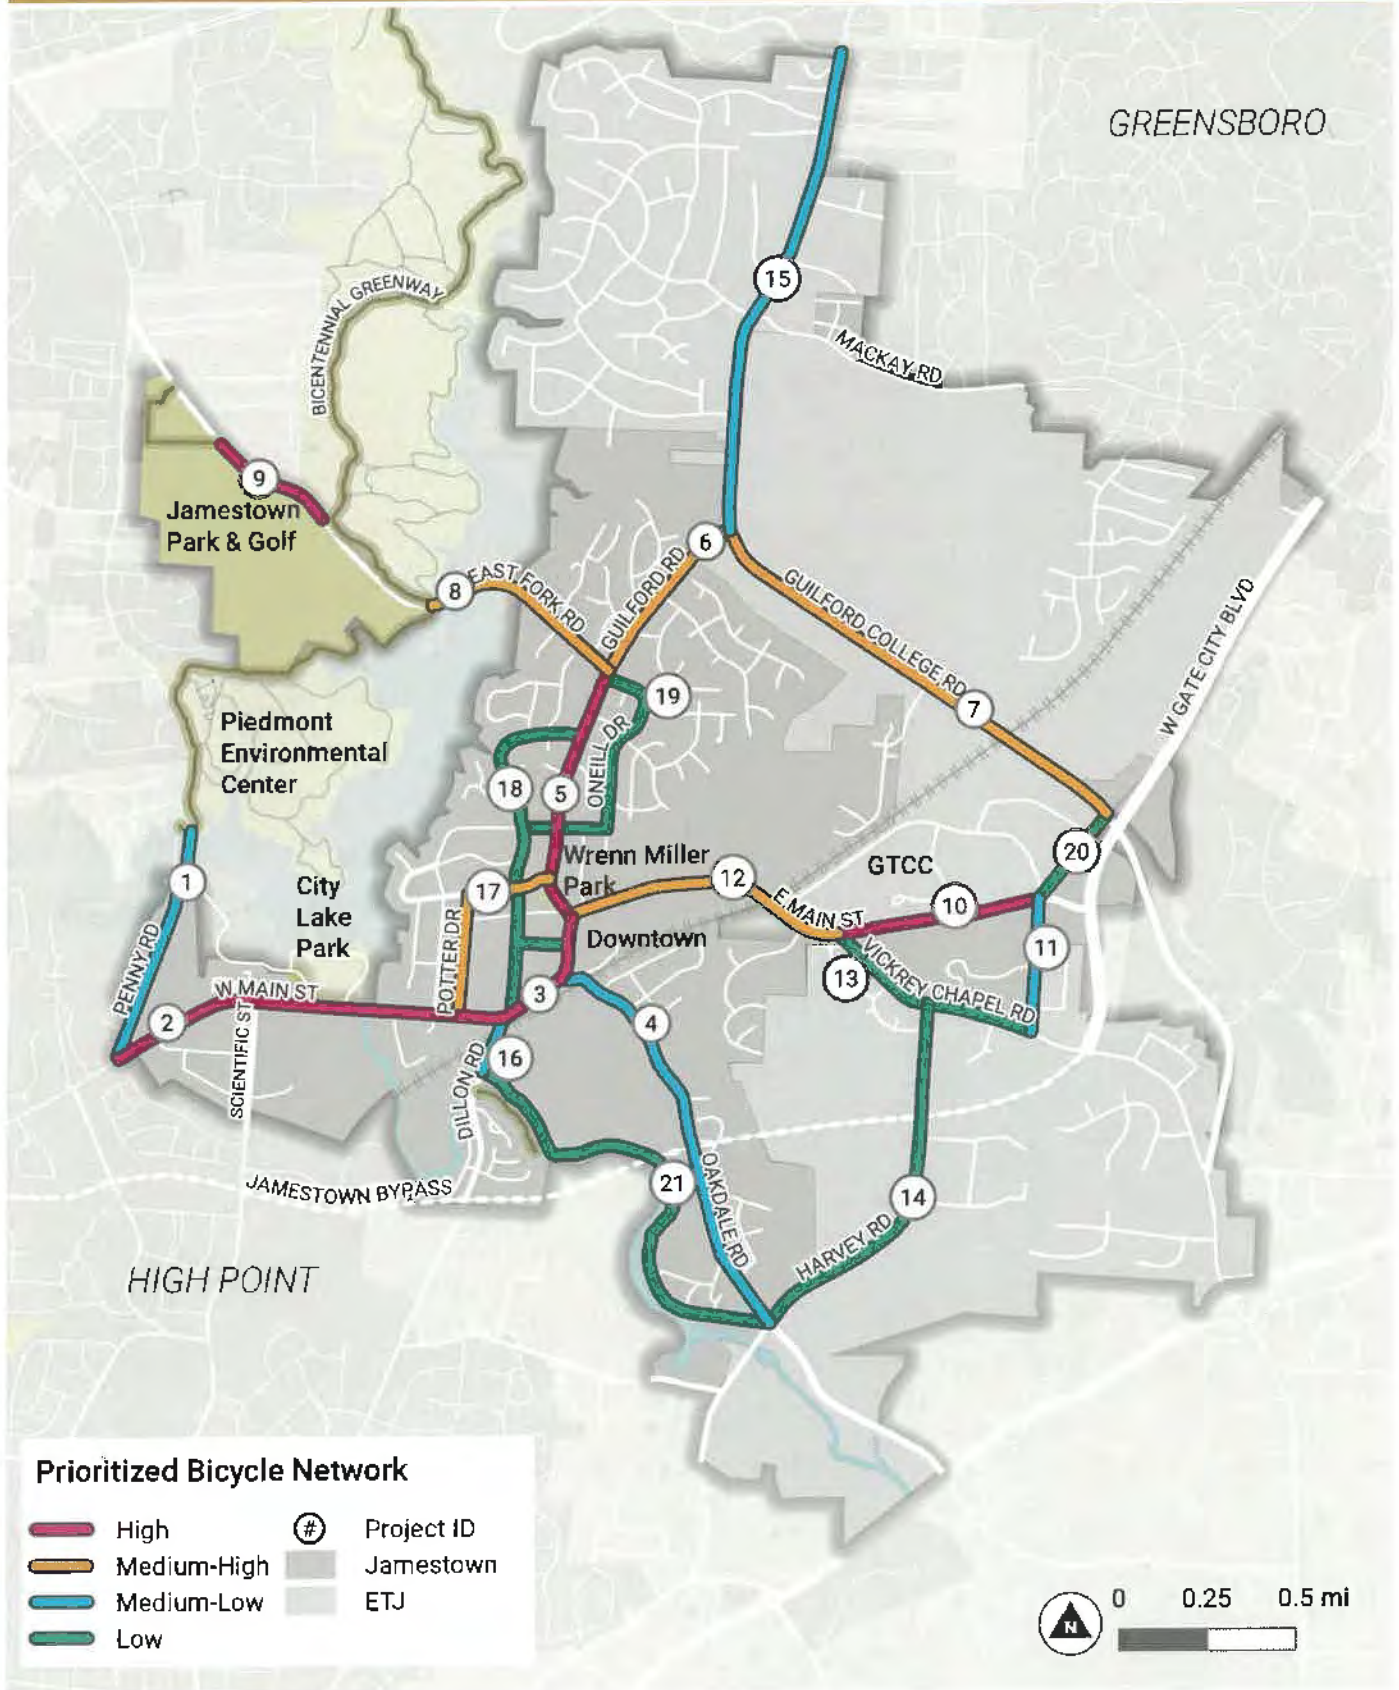 GREENSBORO
15
BICENTENNIAL GREENWAY
MACKAY RD
9
Jamestown
Park & Golf
6
8
EAST FORK RD
GUILFORD RD
GUILFORD COLLEGE RD
W GATE CITY BLVD
19
7
Piedmont
Environmental
Center
ONEILL DR
18
5
20
Wrenn Miller
Park
GTCC
1
17
12
City
Lake
Park
10
E MAIN ST
POTTER DR
Downtown
11
PENNY RD
VICKREY CHAPEL RD
13
W MAIN ST
3
2
4
SCIENTIFIC ST
16
DILLON RD
JAMESTOWN BYPASS
21
OAKDALE RD
14
HARVEY RD
HIGH POINT
Prioritized Bicycle Network
High
Medium-High
Medium-Low
Low
# Project ID
Jamestown
ETJ
N
0 0.25 0.5 mi